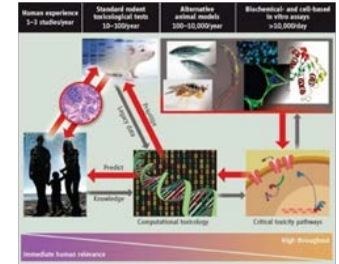 Human experience
1–3 studies/year
Standard rodent
toxicological tests
10–100/year
Alternative
animal models
100–10,000/year
Biochemical- and cell-based
in vitro assays
>10,000/day
Legacy data
Prioritize
Predict
Knowledge
Computational toxicology
Critical toxicity pathways
High throughput
Immediate human relevance